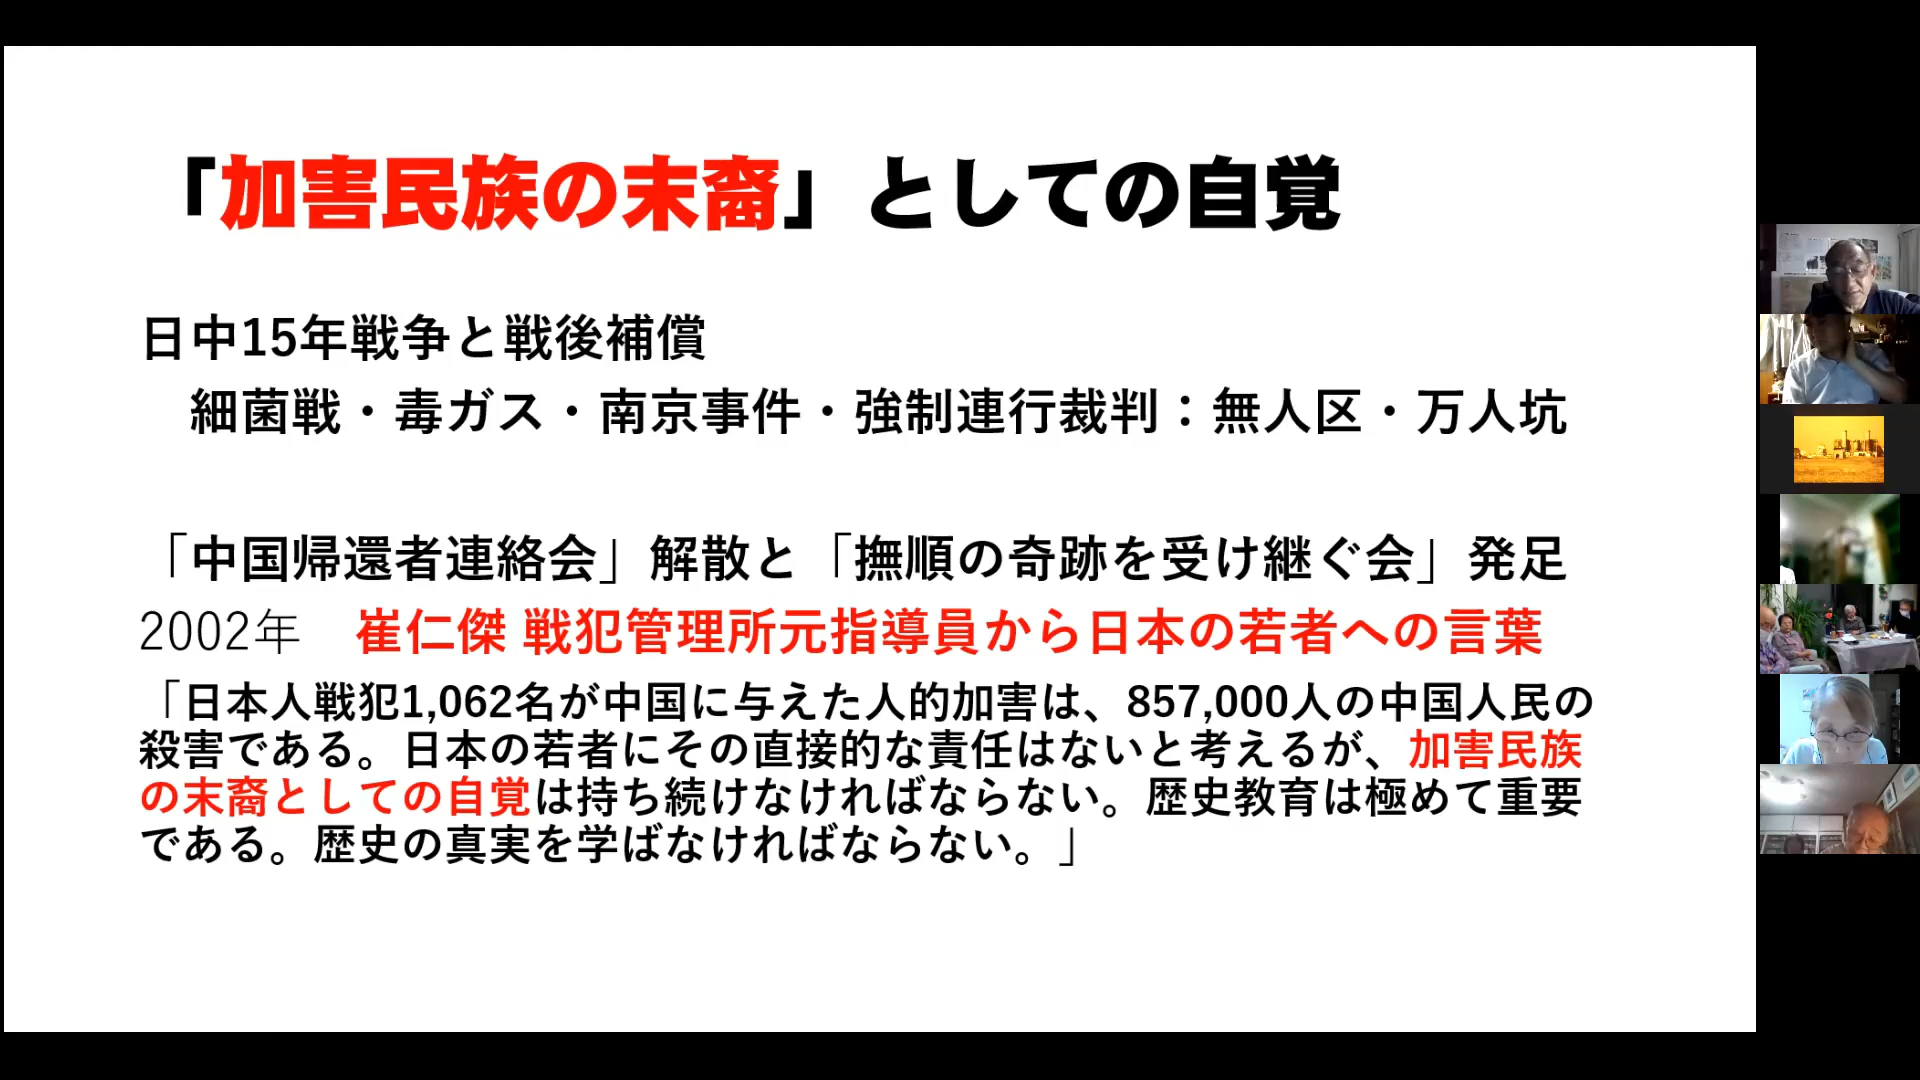 「加害民族の末裔」としての自覚
日中15年戦争と戦後補償
細菌戦・毒ガス・南京事件・強制連行裁判：無人区・万人坑
「中国帰還者連絡会」解散と「撫順の奇跡を受け継ぐ会」発足
2002年　崔仁傑 戦犯管理所元指導員から日本の若者への言葉
「日本人戦犯1,062名が中国に与えた人的加害は、857,000人の中国人民の
殺害である。日本の若者にその直接的な責任はないと考えるが、加害民族
の末裔としての自覚は持ち続けなければならない。歴史教育は極めて重要
である。歴史の真実を学ばなければならない。」